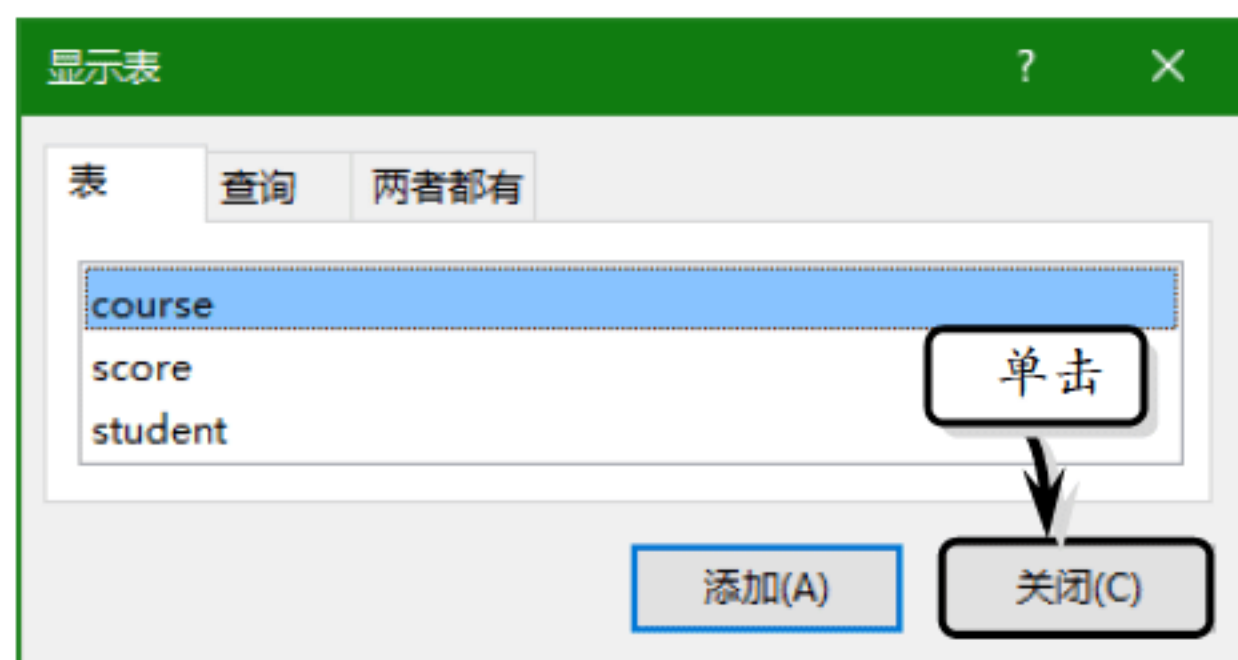 显示表 ?
表 查询 两者都有
course
score
student
单击
添加(A) 关闭(C)